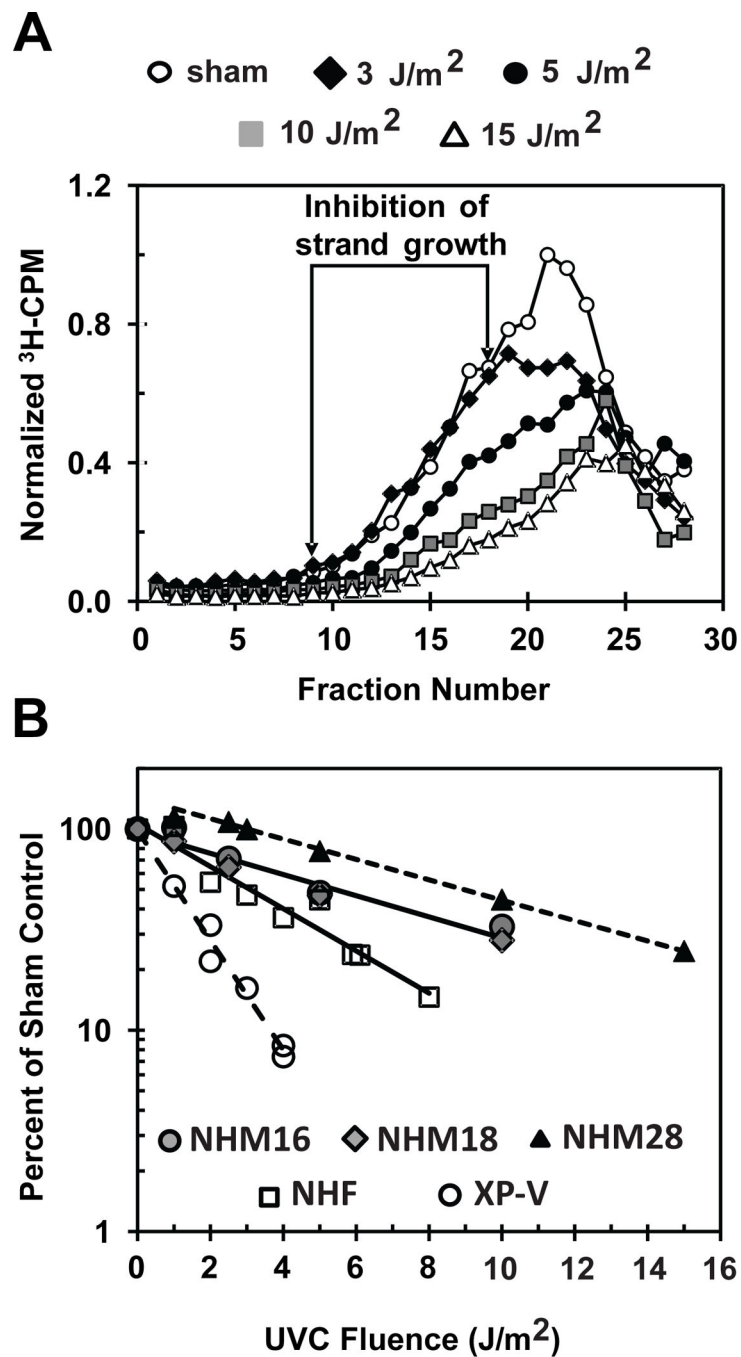 A
sham 3 J/m² 5 J/m²
10 J/m² 15 J/m²
1.2
Inhibition of
strand growth
0.8
0.4
0.0
Normalized ³H-CPM
0 5 10 15 20 25 30
Fraction Number
B
100
10
1
Percent of Sham Control
NHM16 NHM18 NHM28
NHF XP-V
0 2 4 6 8 10 12 14 16
UVC Fluence (J/m²)